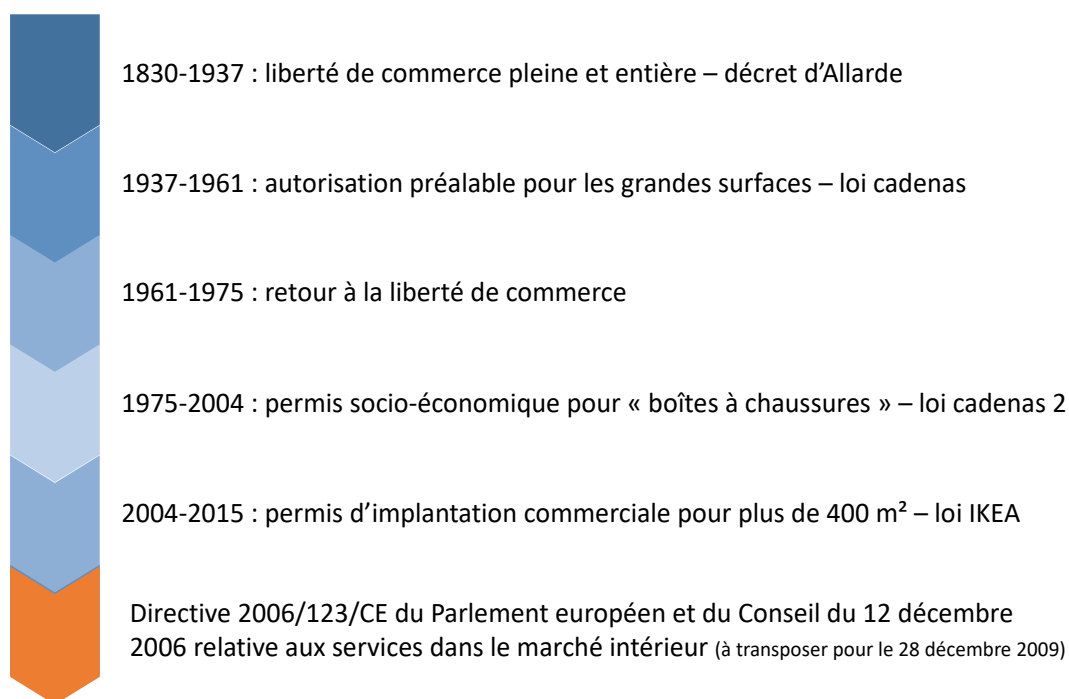 1830-1937 : liberté de commerce pleine et entière – décret d’Allarde
1937-1961 : autorisation préalable pour les grandes surfaces – loi cadenas
1961-1975 : retour à la liberté de commerce
1975-2004 : permis socio-économique pour « boîtes à chaussures » – loi cadenas 2
2004-2015 : permis d’implantation commerciale pour plus de 400 m² – loi IKEA
Directive 2006/123/CE du Parlement européen et du Conseil du 12 décembre
2006 relative aux services dans le marché intérieur (à transposer pour le 28 décembre 2009)